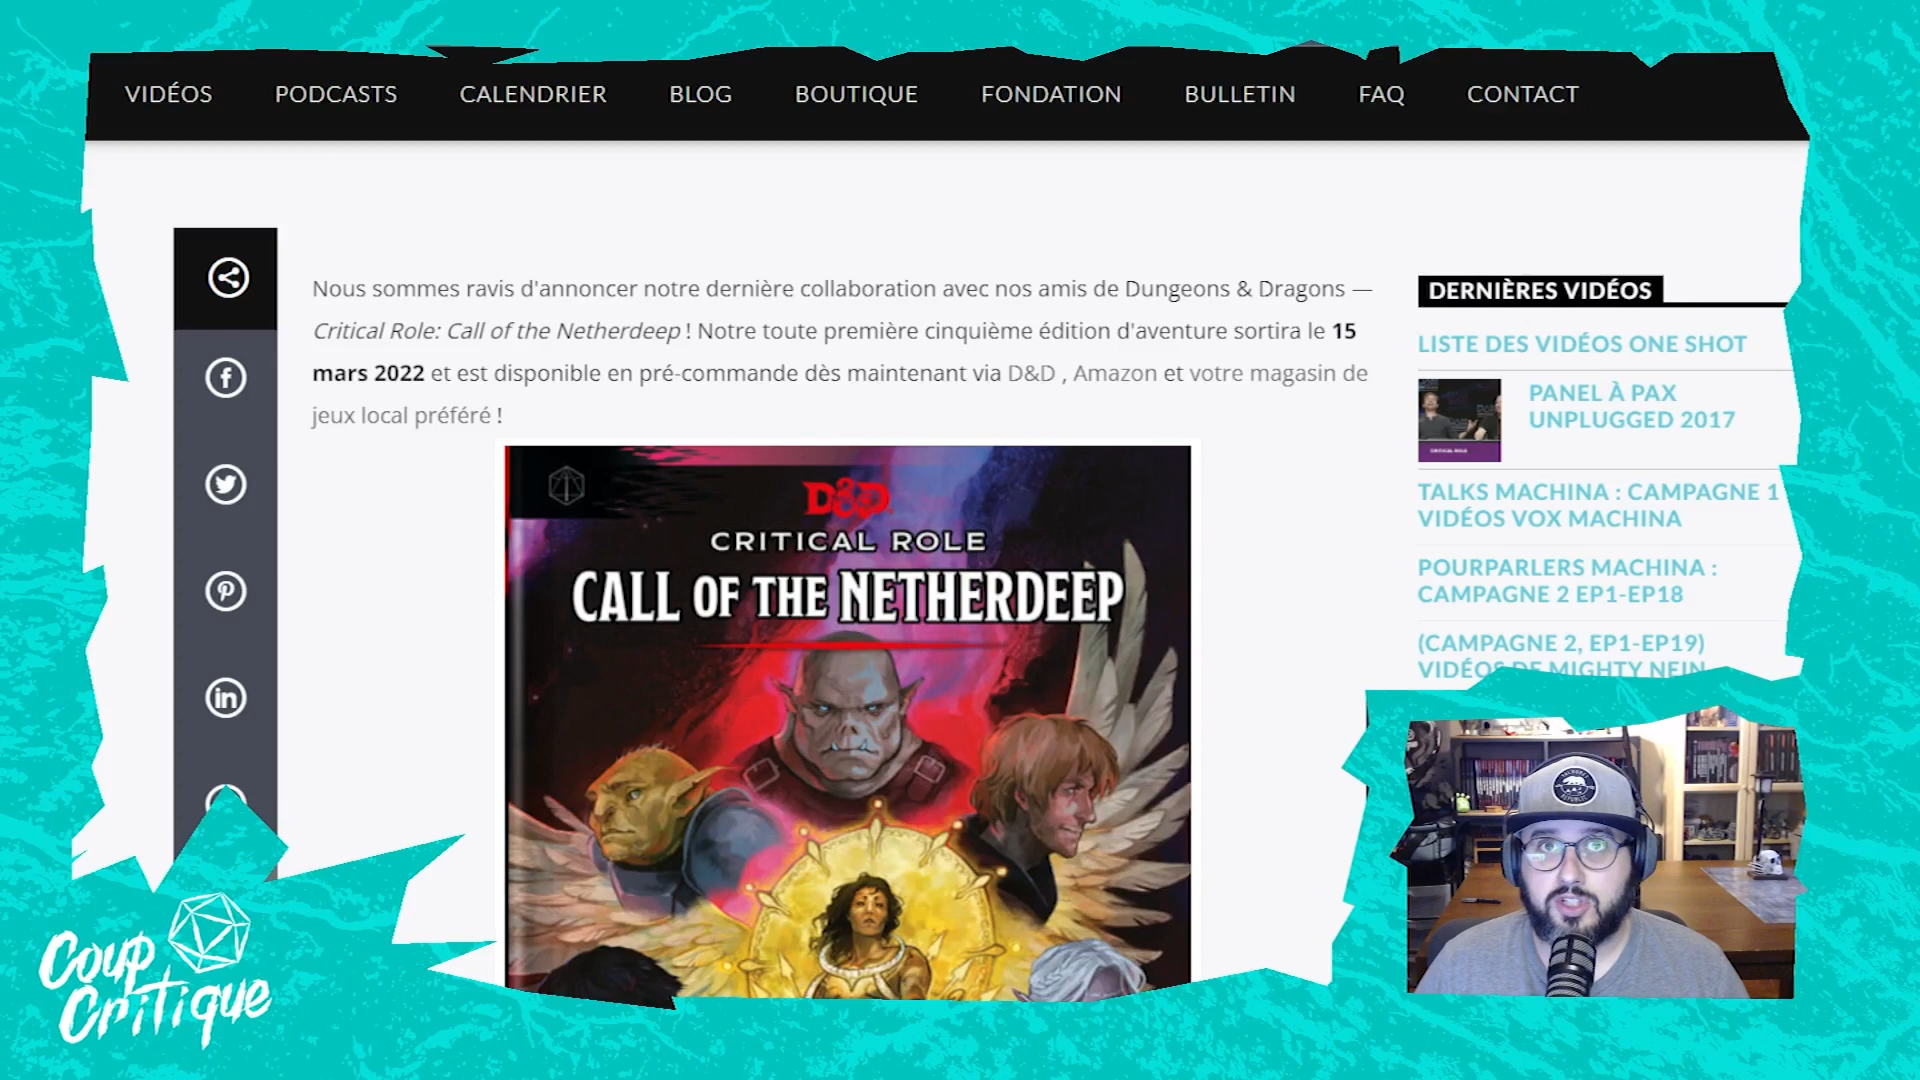 VIDÉOS PODCASTS CALENDRIER BLOG BOUTIQUE FONDATION BULLETIN FAQ CONTACT
Nous sommes ravis d'annoncer notre dernière collaboration avec nos amis de Dungeons & Dragons —
Critical Role: Call of the Netherdeep ! Notre toute première cinquième édition d'aventure sortira le 15
mars 2022 et est disponible en pré-commande dès maintenant via D&D , Amazon et votre magasin de
jeux local préféré !
D&D
CRITICAL ROLE
CALL OF THE NETHERDEEP
DERNIÈRES VIDÉOS
LISTE DES VIDÉOS ONE SHOT
PANEL À PAX
UNPLUGGED 2017
CRITICAL ROLE
TALKS MACHINA : CAMPAGNE 1
VIDÉOS VOX MACHINA
POURPARLERS MACHINA :
CAMPAGNE 2 EP1-EP18
(CAMPAGNE 2, EP1-EP19)
VIDÉOS DE MIGHTY NEIN
Coup
Critique